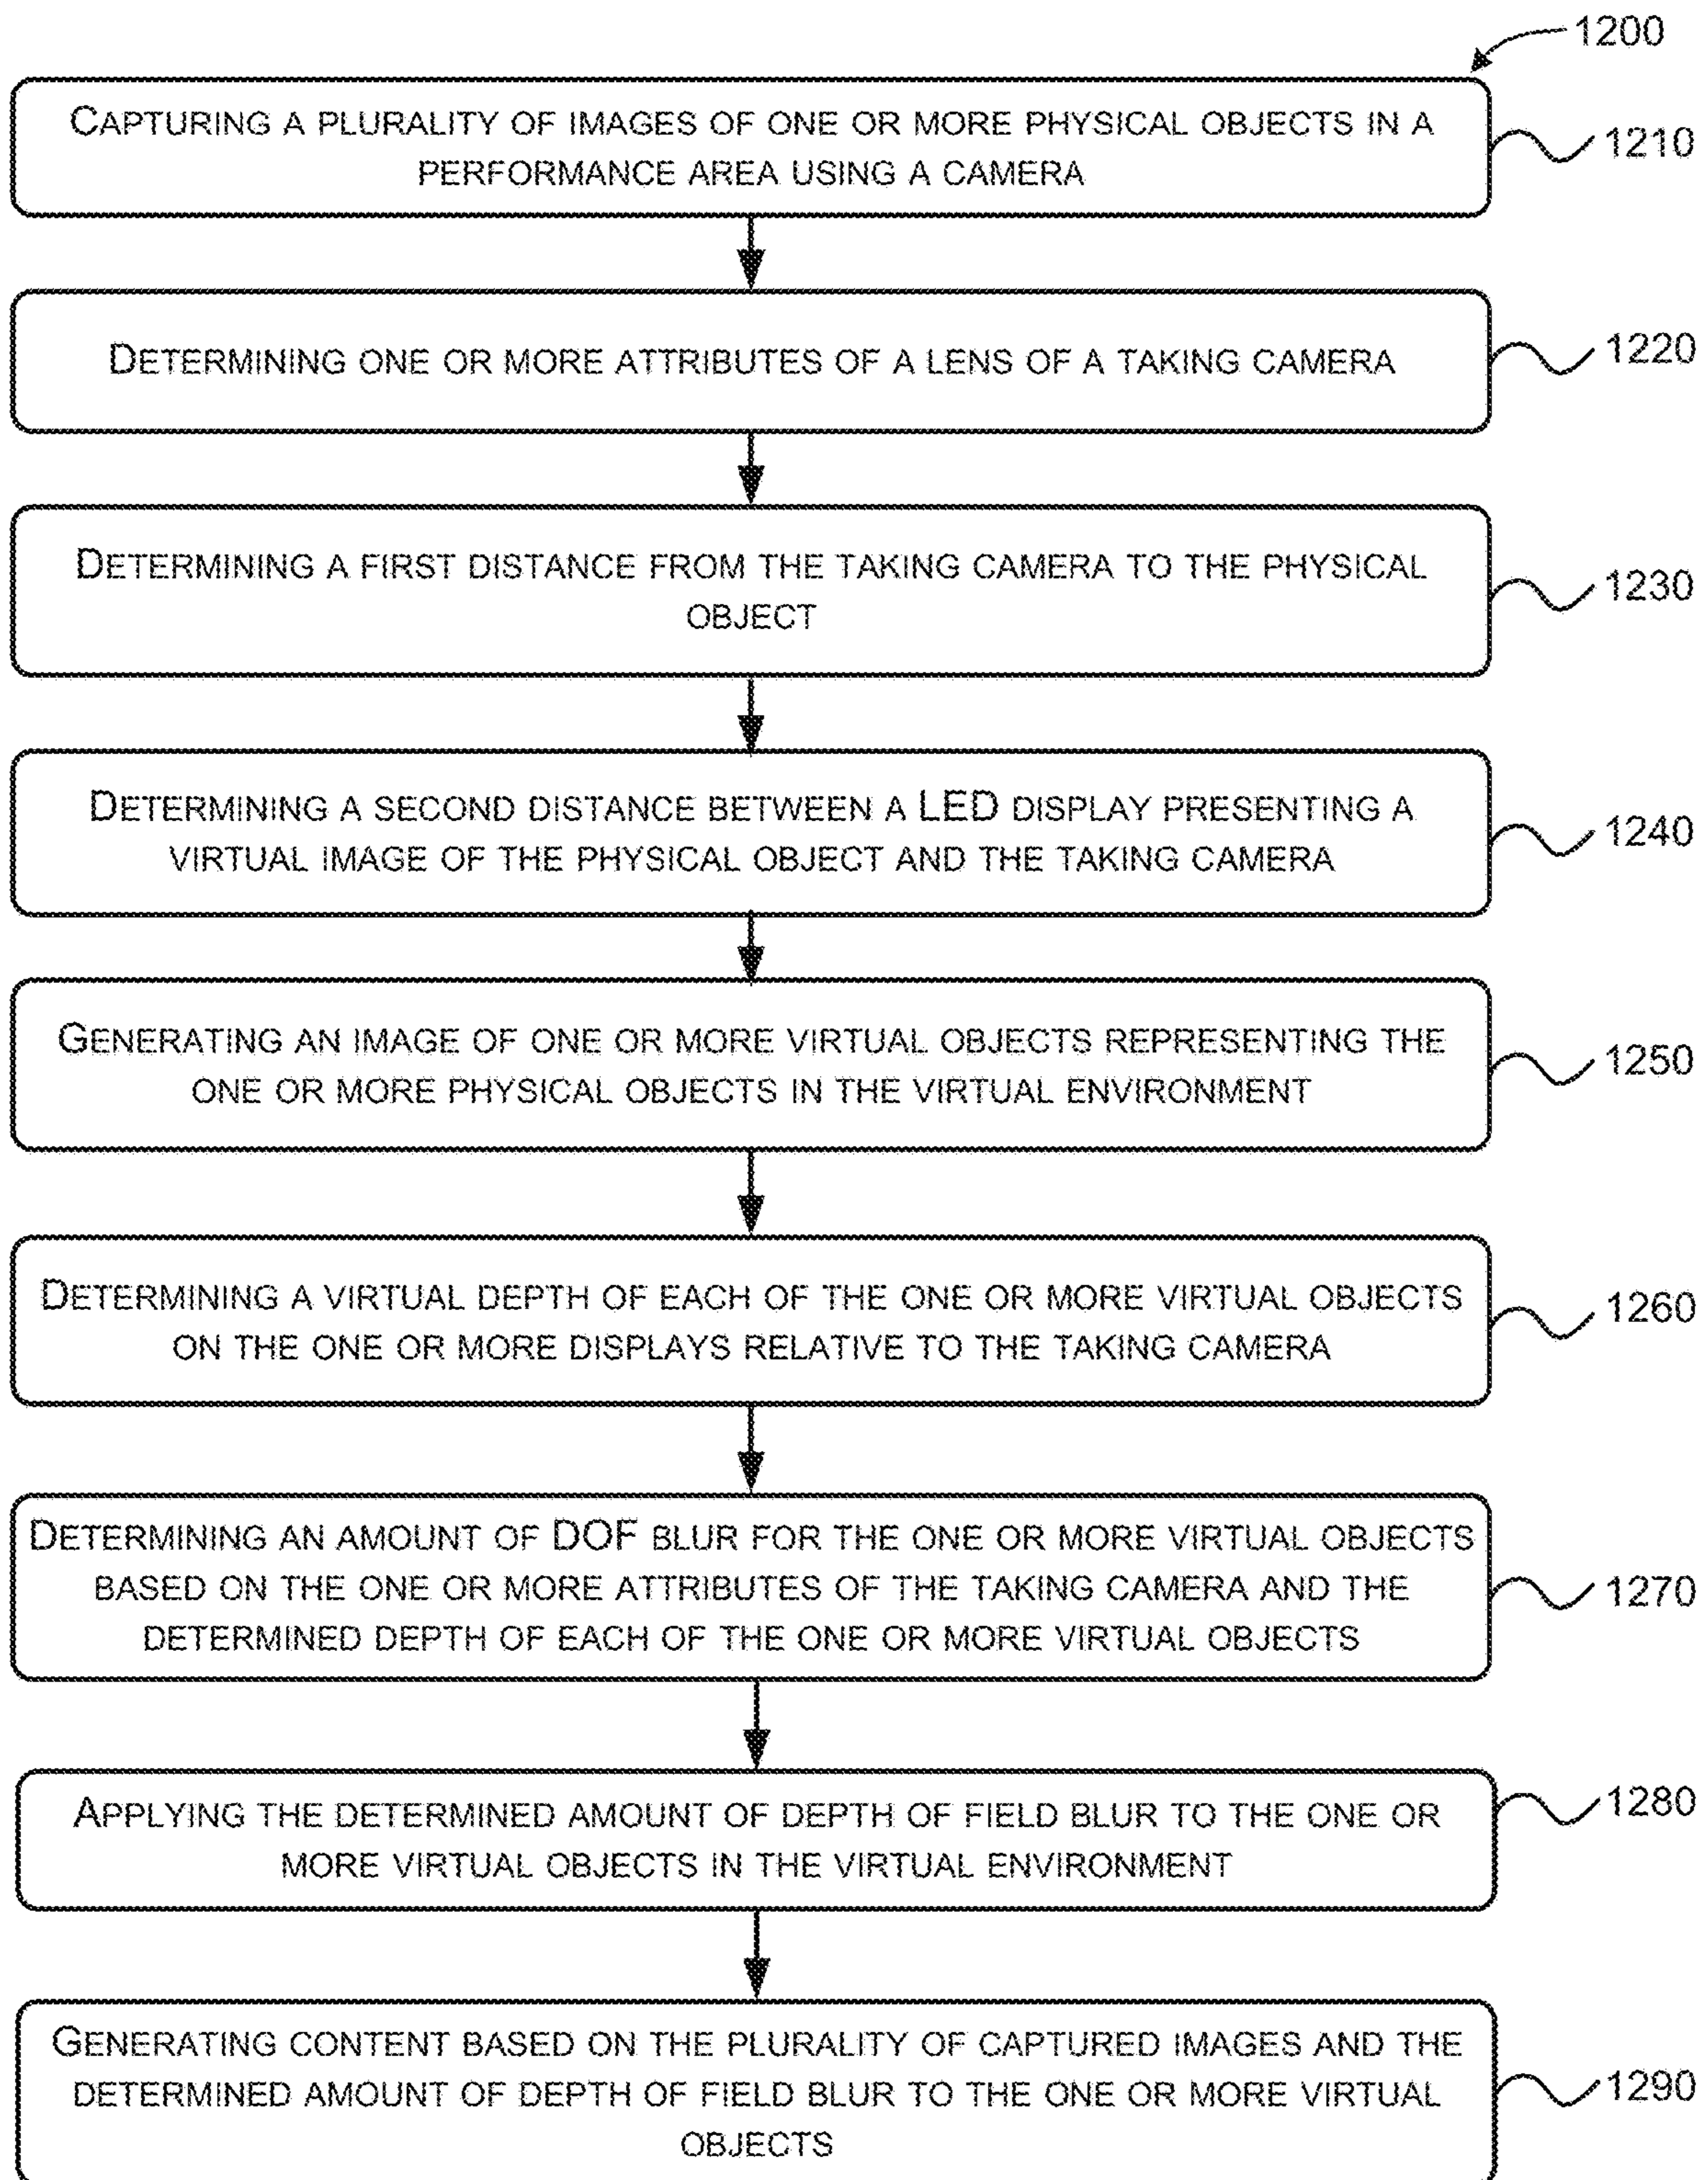 1200
CAPTURING A PLURALITY OF IMAGES OF ONE OR MORE PHYSICAL OBJECTS IN A
PERFORMANCE AREA USING A CAMERA
1210
DETERMINING ONE OR MORE ATTRIBUTES OF A LENS OF A TAKING CAMERA
1220
DETERMINING A FIRST DISTANCE FROM THE TAKING CAMERA TO THE PHYSICAL
OBJECT
1230
DETERMINING A SECOND DISTANCE BETWEEN A LED DISPLAY PRESENTING A
VIRTUAL IMAGE OF THE PHYSICAL OBJECT AND THE TAKING CAMERA
1240
GENERATING AN IMAGE OF ONE OR MORE VIRTUAL OBJECTS REPRESENTING THE
ONE OR MORE PHYSICAL OBJECTS IN THE VIRTUAL ENVIRONMENT
1250
DETERMINING A VIRTUAL DEPTH OF EACH OF THE ONE OR MORE VIRTUAL OBJECTS
ON THE ONE OR MORE DISPLAYS RELATIVE TO THE TAKING CAMERA
1260
DETERMINING AN AMOUNT OF DOF BLUR FOR THE ONE OR MORE VIRTUAL OBJECTS
BASED ON THE ONE OR MORE ATTRIBUTES OF THE TAKING CAMERA AND THE
DETERMINED DEPTH OF EACH OF THE ONE OR MORE VIRTUAL OBJECTS
1270
APPLYING THE DETERMINED AMOUNT OF DEPTH OF FIELD BLUR TO THE ONE OR
MORE VIRTUAL OBJECTS IN THE VIRTUAL ENVIRONMENT
1280
GENERATING CONTENT BASED ON THE PLURALITY OF CAPTURED IMAGES AND THE
DETERMINED AMOUNT OF DEPTH OF FIELD BLUR TO THE ONE OR MORE VIRTUAL
OBJECTS
1290